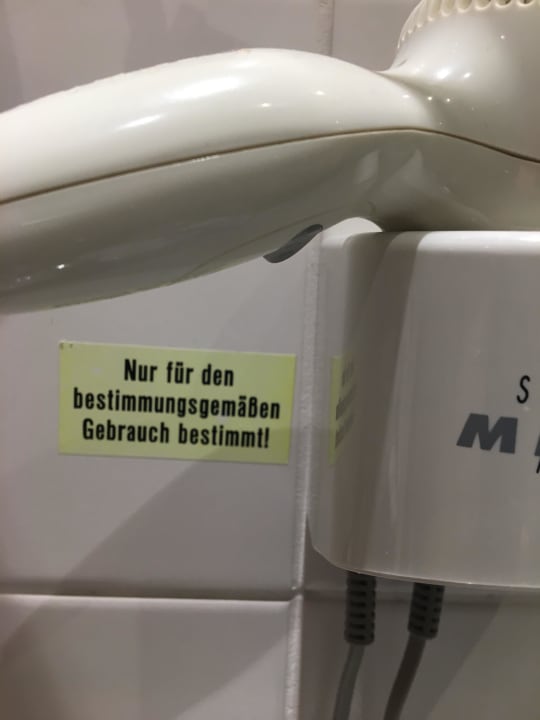 Nur für den
bestimmungsgemäßen
Gebrauch bestimmt!
S
M